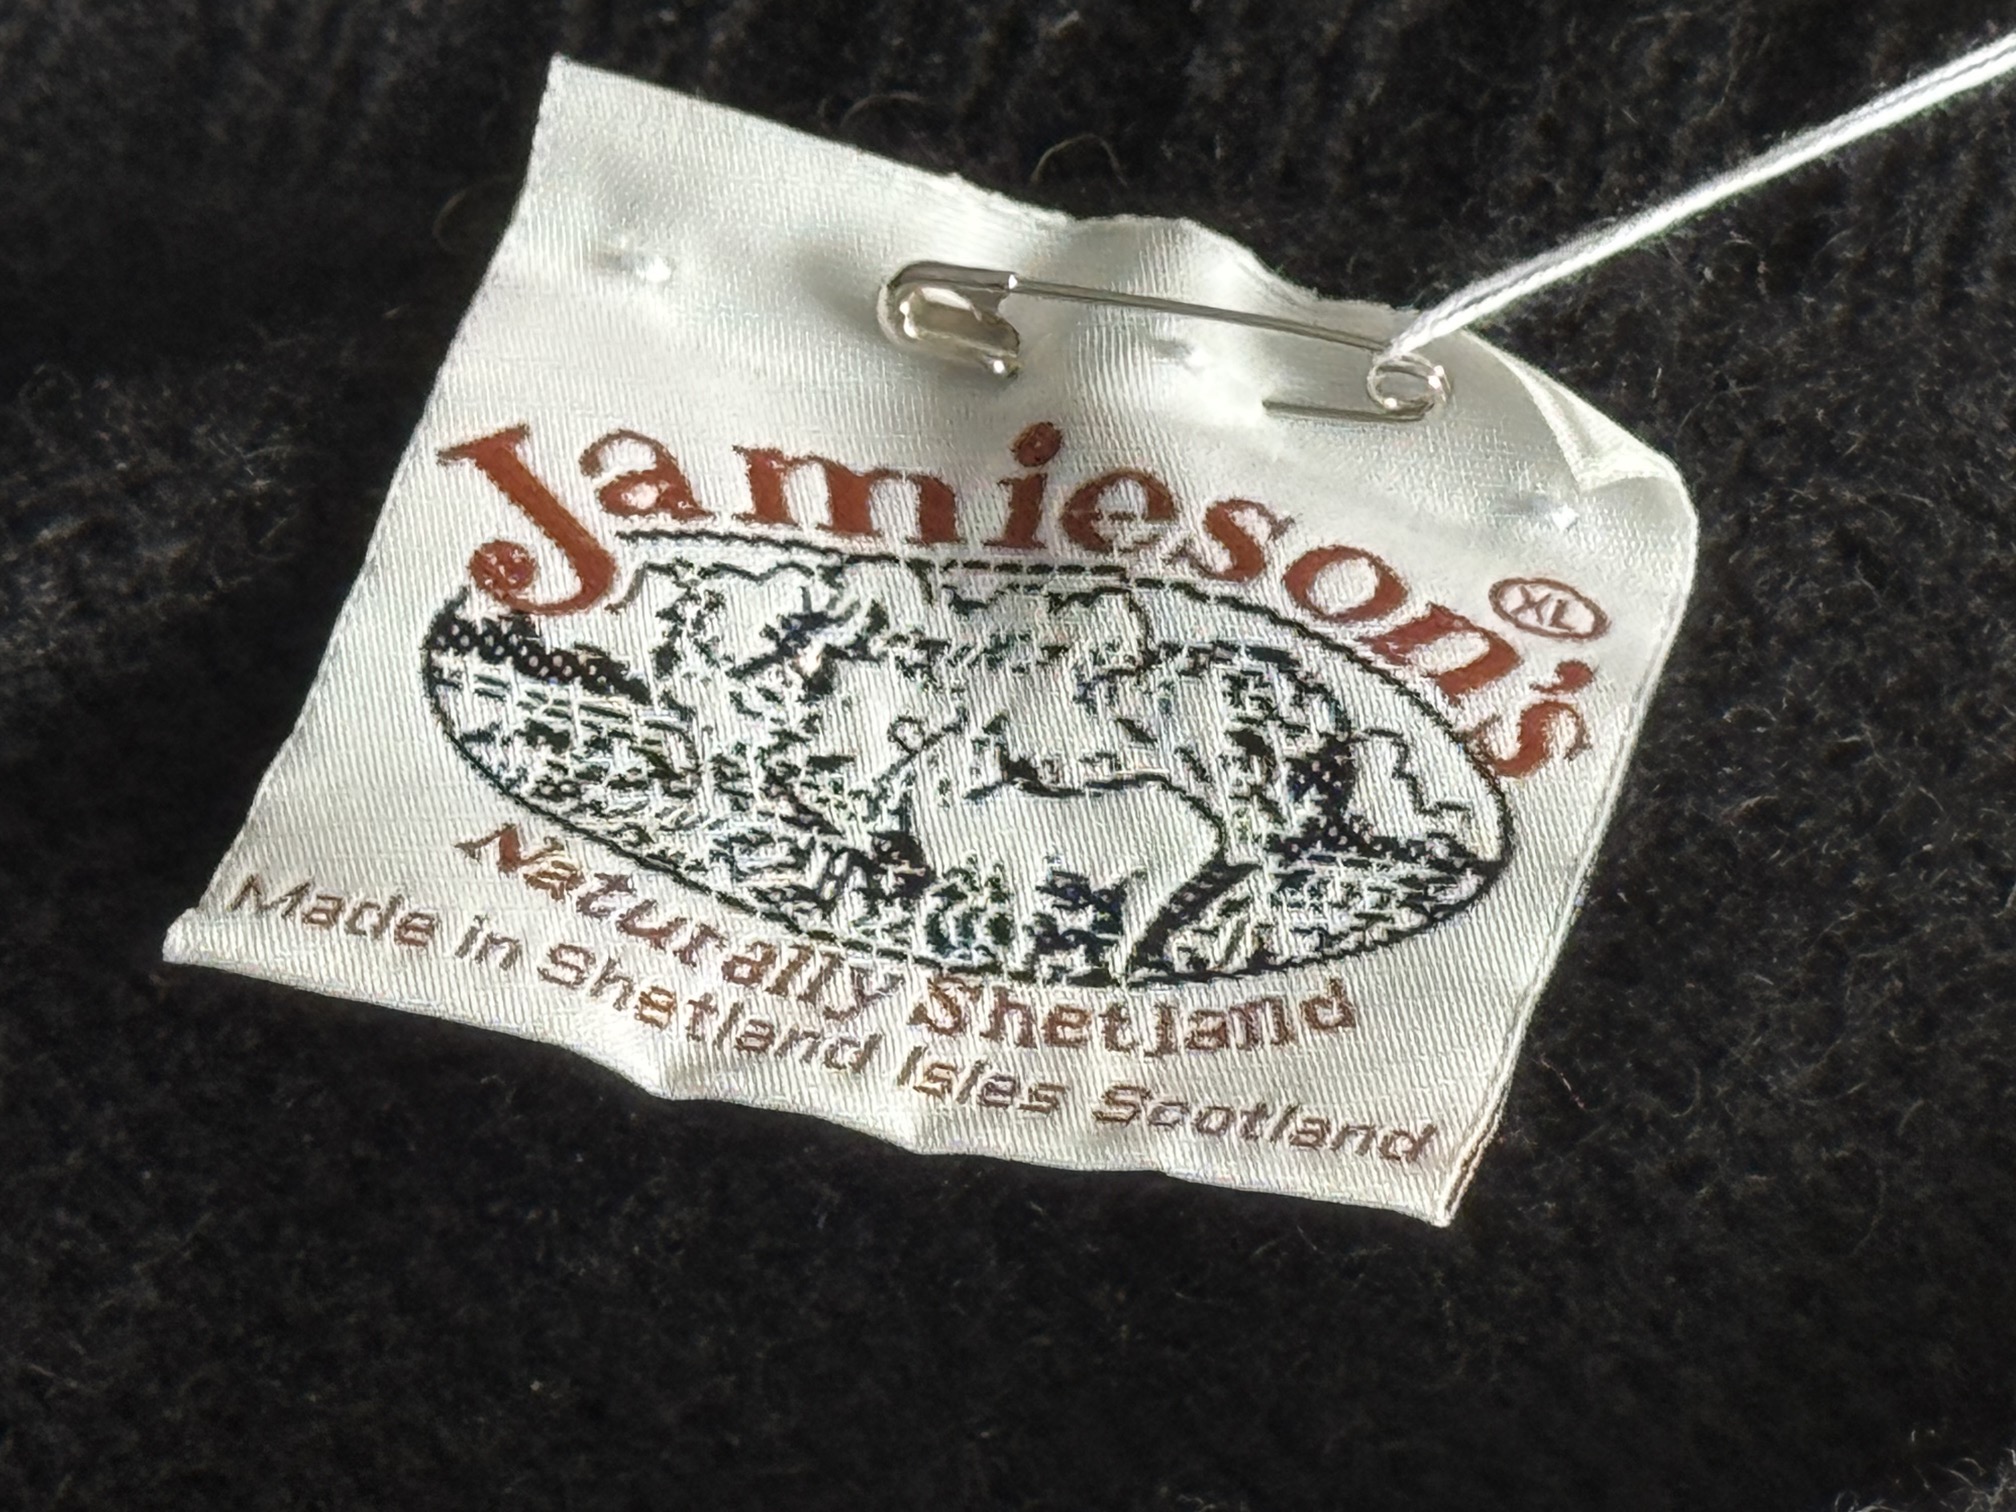 Jamieson's
XL
Naturally Shetland
Made in Shetland Isles Scotland